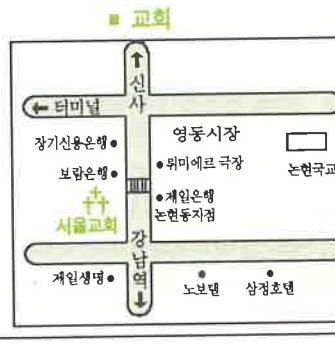 ■ 교회
신사
← 터미널
장기신용은행
영동시장
보람은행
뤼미에르 극장
논현국교
제일은행
논현동지점
서울교회
강남역
제일생명
노보텔
삼정호텔